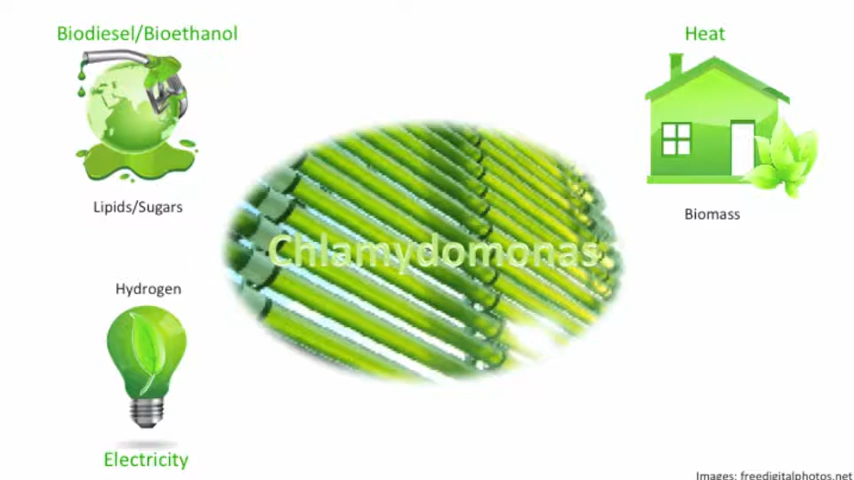 Biodiesel/Bioethanol
Heat
Lipids/Sugars
Biomass
Chlamydomonas
Hydrogen
Electricity
Images: freedigitalphotos.net